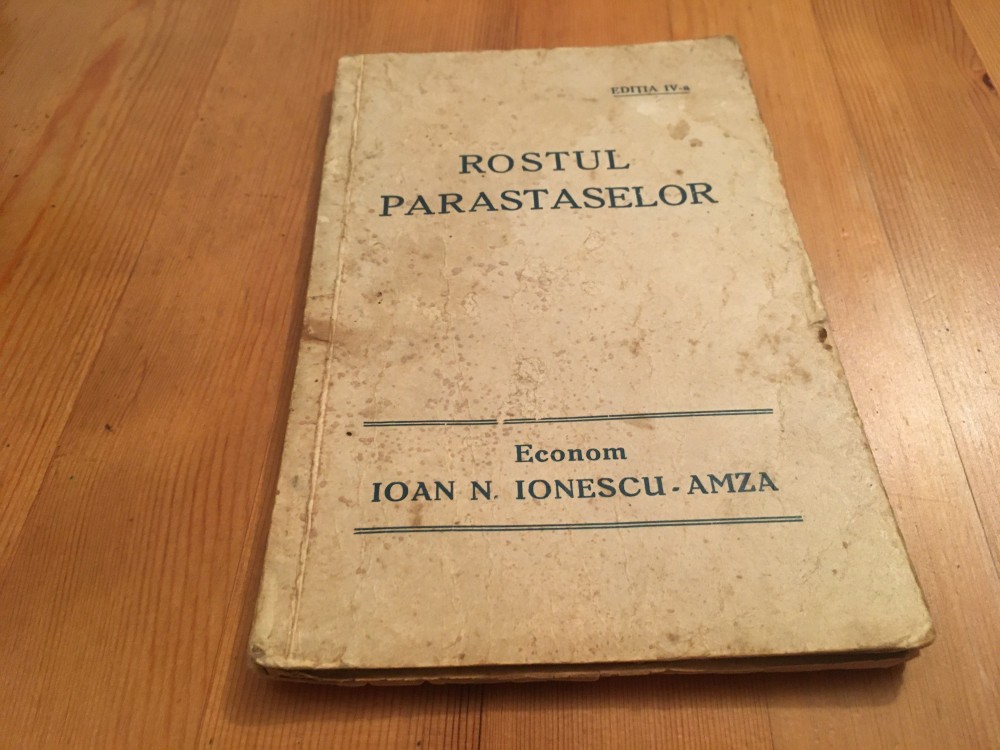 EDIȚIA IV-a
ROSTUL
PARASTASELOR
Econom
IOAN N. IONESCU-AMZA